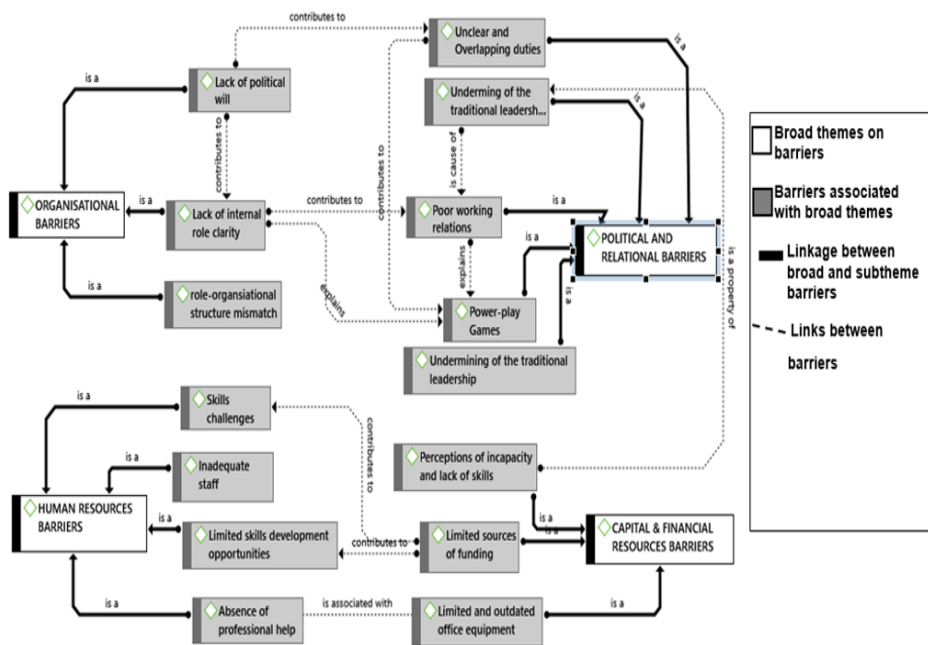 contributes to
Unclear and
Overlapping duties
is a
Lack of political
will
is a
Underming of the
traditional leadersh...
is a
contributes to
contributes to
is cause of
ORGANISATIONAL
BARRIERS
is a
Lack of internal
role clarity
contributes to
Poor working
relations
is a
POLITICAL AND
RELATIONAL BARRIERS
is a property of
explains
is a
explains
is a
is a
role-organsiational
structure mismatch
Power-play
Games
Undermining of the traditional
leadership
is a
Skills
challenges
contributes to
is a
Inadequate
staff
Perceptions of incapacity
and lack of skills
HUMAN RESOURCES
BARRIERS
is a
Limited skills development
opportunities
contributes to
Limited sources
of funding
is a
is a
CAPITAL & FINANCIAL
RESOURCES BARRIERS
is a
Absence of
professional help
is associated with
Limited and outdated
office equipment
is a
Broad themes on
barriers
Barriers associated
with broad themes
Linkage between
broad and subtheme
barriers
Links between
barriers